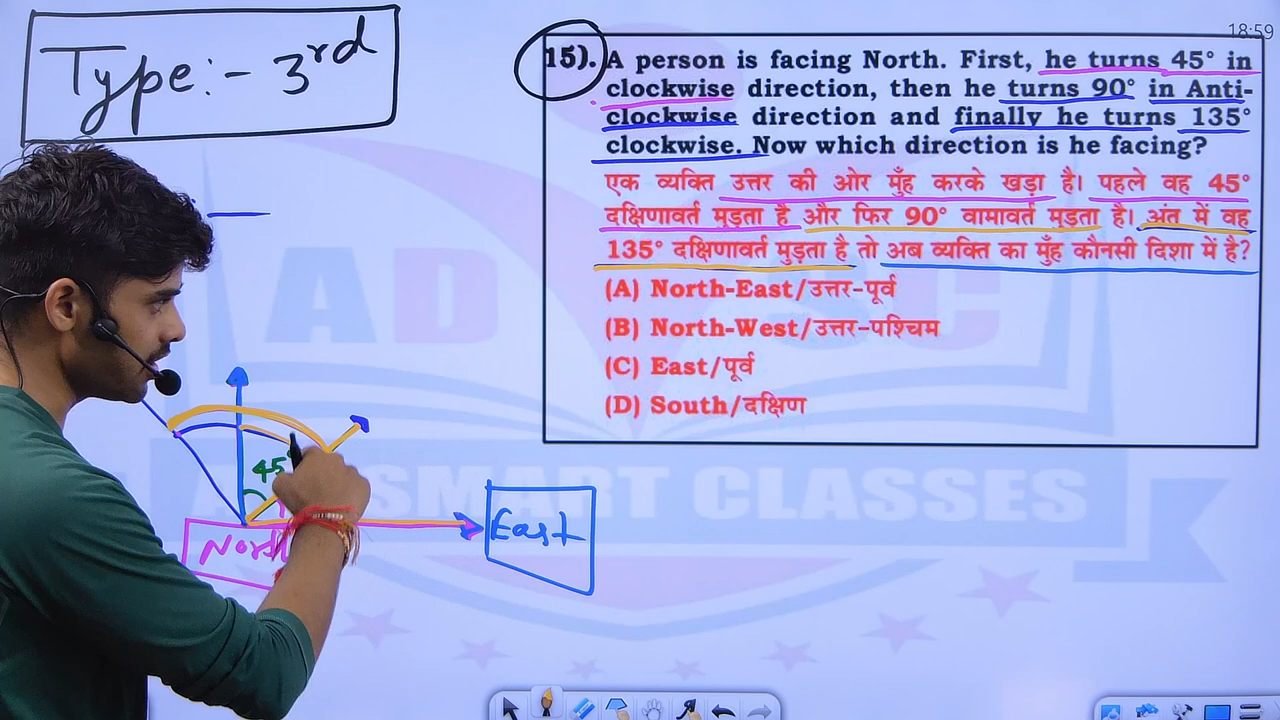 Type:- 3rd
18:59
15). A person is facing North. First, he turns 45° in
clockwise direction, then he turns 90° in Anti-
clockwise direction and finally he turns 135°
clockwise. Now which direction is he facing?
एक व्यक्ति उत्तर की ओर मुँह करके खड़ा है। पहले वह 45°
दक्षिणावर्त मुड़ता है और फिर 90° वामावर्त मुड़ता है। अंत में वह
135° दक्षिणावर्त मुड़ता है तो अब व्यक्ति का मुँह कौनसी दिशा में है?
(A) North-East/उत्तर-पूर्व
(B) North-West/उत्तर-पश्चिम
(C) East/पूर्व
(D) South/दक्षिण
45°
North
East
SMART CLASSES